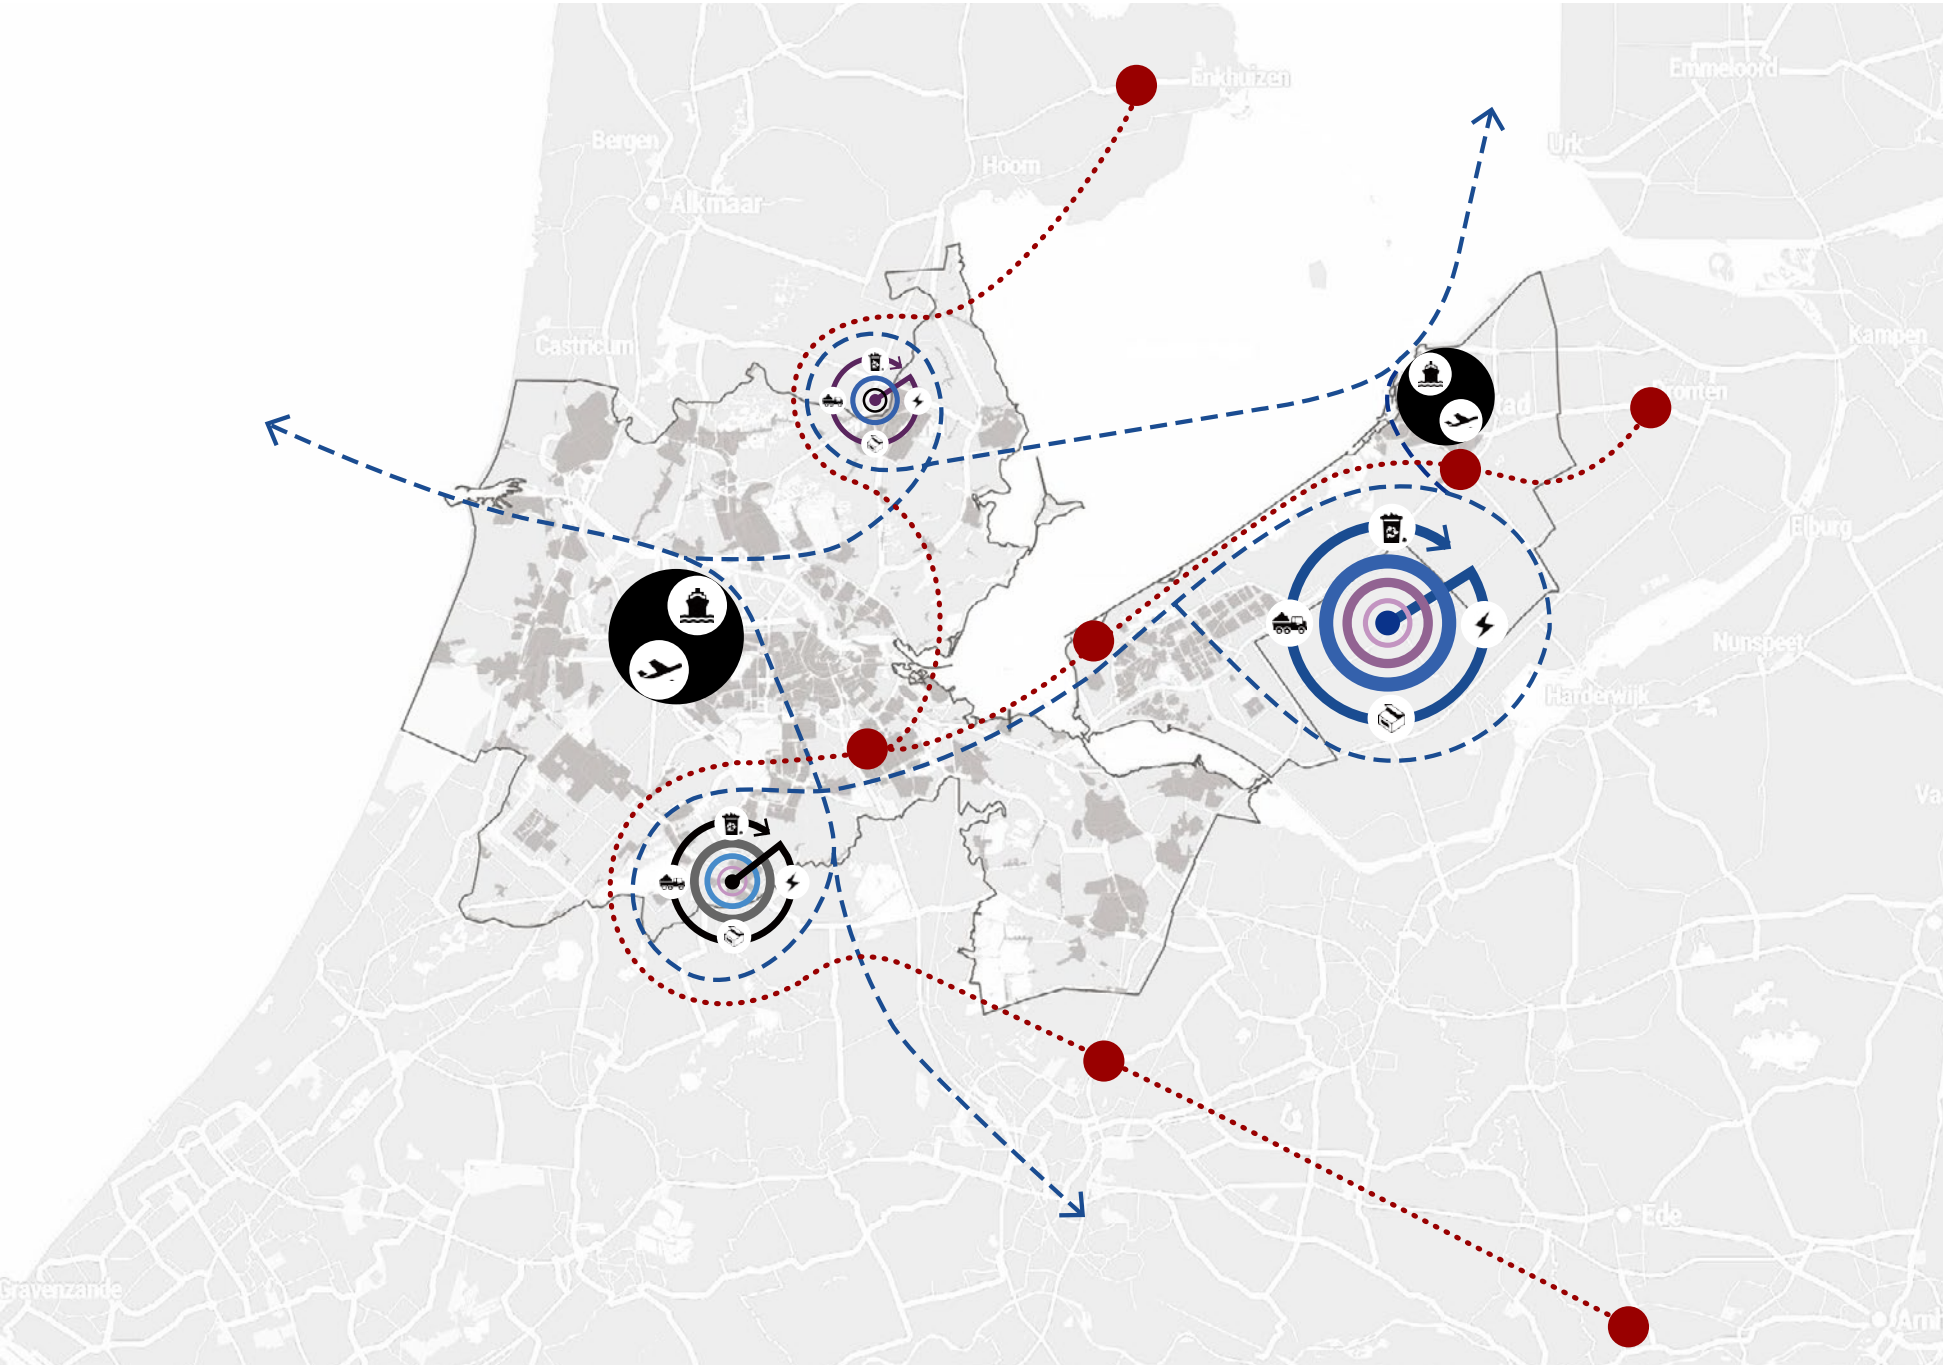 Enkhuizen
Emmeloord
Bergen
Urk
Hoorn
Alkmaar
Castricum
Kampen
Elburg
Nunspeet
Harderwijk
Ede
Gravenzande